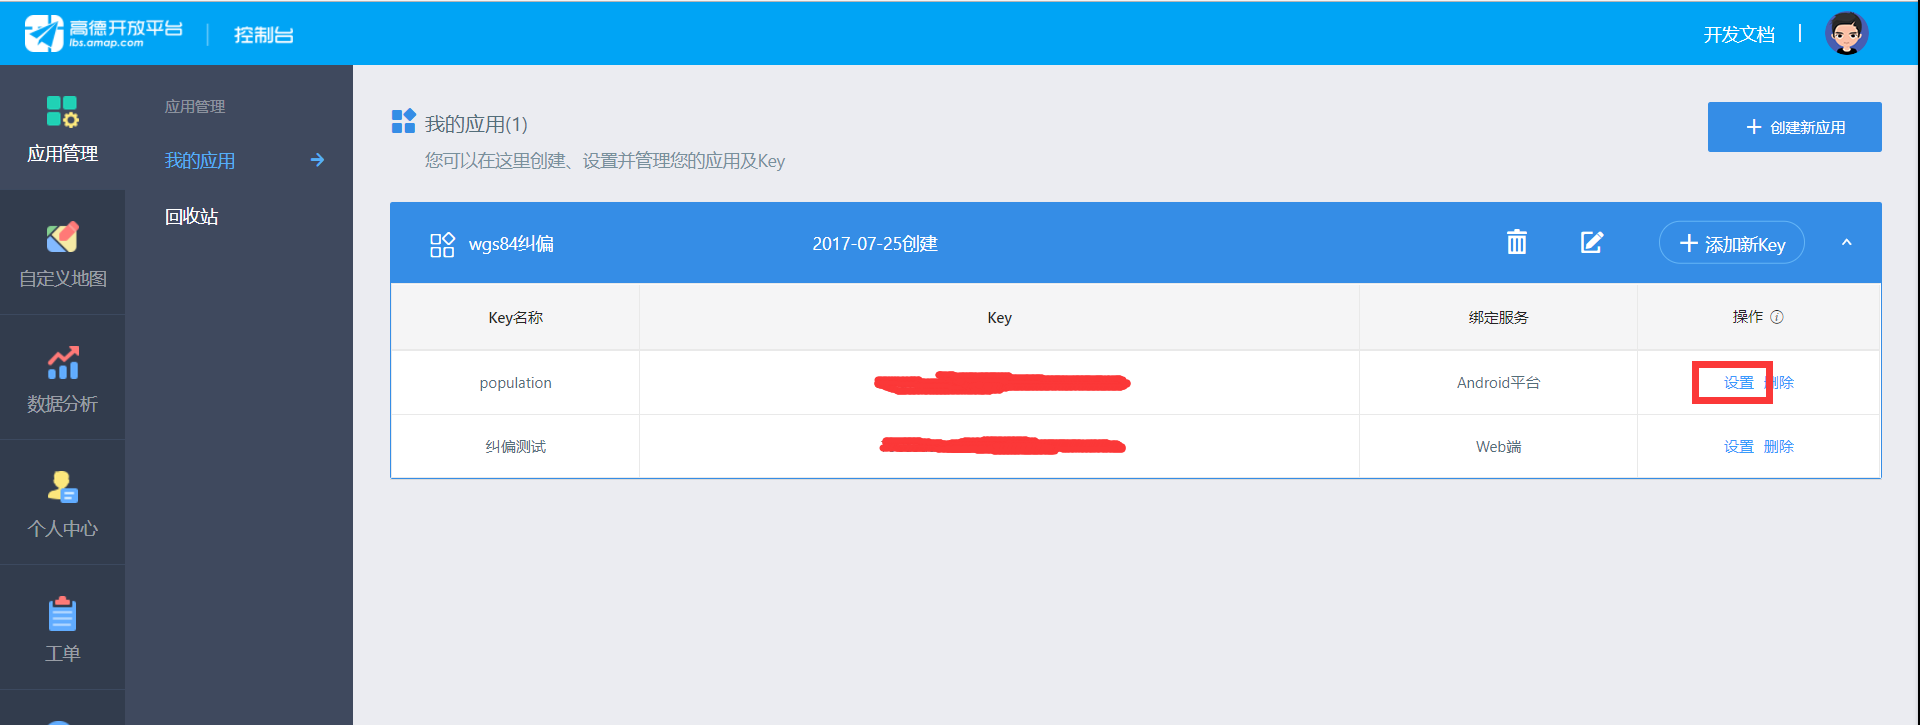 高德开放平台
lbs.amap.com
控制台
开发文档
应用管理
自定义地图
数据分析
个人中心
工单
应用管理
我的应用
回收站
我的应用(1)
您可以在这里创建、设置并管理您的应用及Key
创建新应用
wgs84纠偏 2017-07-25创建 添加新Key
Key名称 Key 绑定服务 操作
population Android平台 设置 删除
纠偏测试 Web端 设置 删除